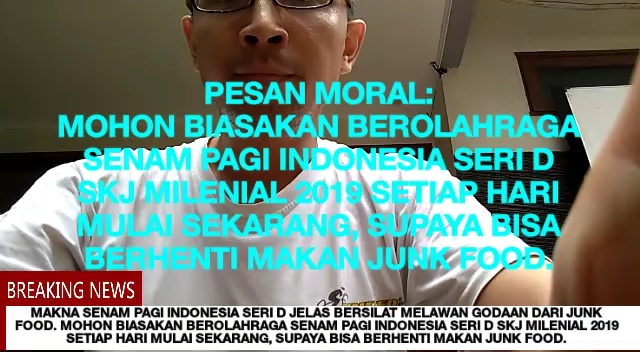 PESAN MORAL:
MOHON BIASAKAN BEROLAHRAGA
SENAM PAGI INDONESIA SERI D
SKJ MILENIAL 2019 SETIAP HARI
MULAI SEKARANG, SUPAYA BISA
BERHENTI MAKAN JUNK FOOD.
BREAKING NEWS
MAKNA SENAM PAGI INDONESIA SERI D JELAS BERSILAT MELAWAN GODAAN DARI JUNK
FOOD. MOHON BIASAKAN BEROLAHRAGA SENAM PAGI INDONESIA SERI D SKJ MILENIAL 2019
SETIAP HARI MULAI SEKARANG, SUPAYA BISA BERHENTI MAKAN JUNK FOOD.